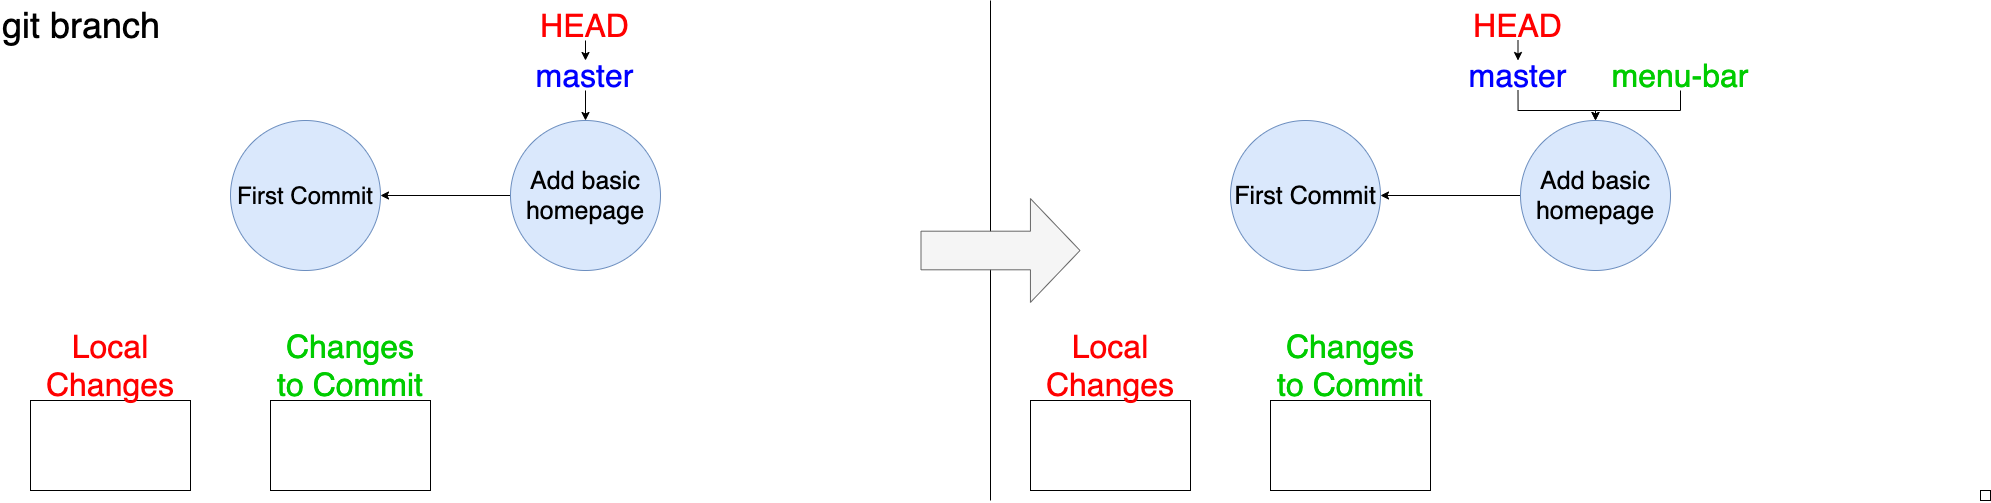 git branch
HEAD
master
First Commit
Add basic
homepage
Local
Changes
Changes
to Commit
HEAD
master
menu-bar
First Commit
Add basic
homepage
Local
Changes
Changes
to Commit